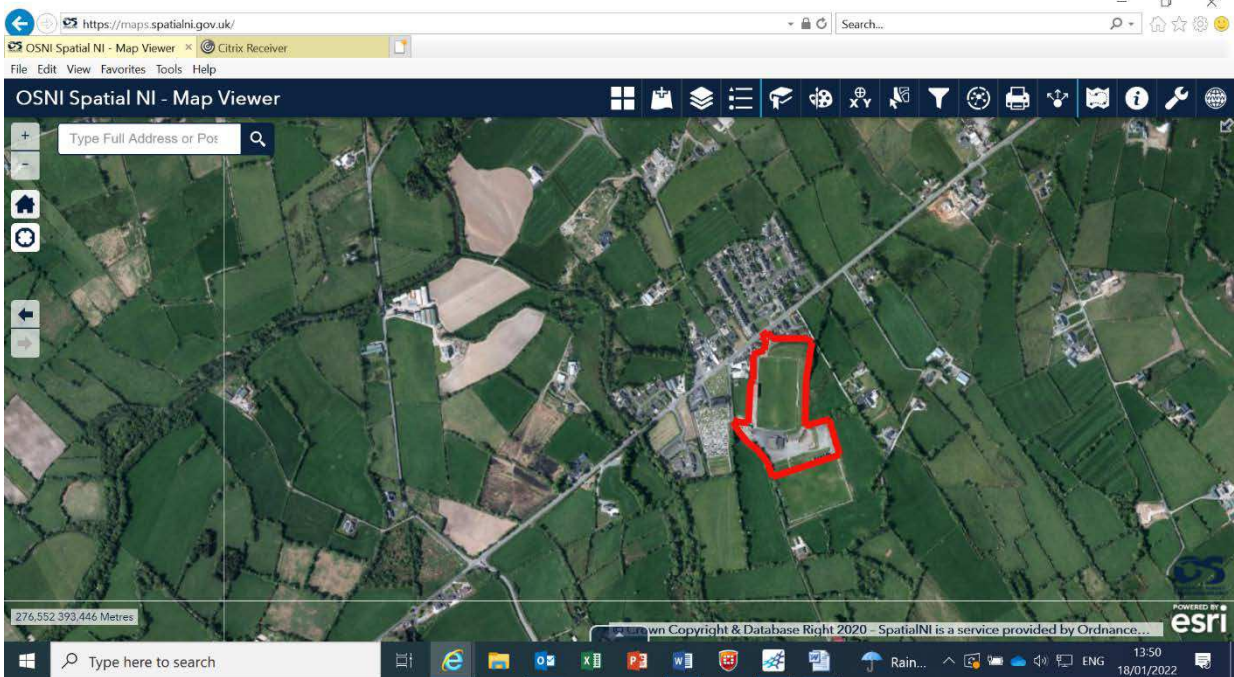 https://maps.spatialni.gov.uk/
Search...
OSNI Spatial NI - Map Viewer
Citrix Receiver
File Edit View Favorites Tools Help
OSNI Spatial NI - Map Viewer
Type Full Address or Pos
276,552 393,446 Metres
POWERED BY
esri
wn Copyright & Database Right 2020 - SpatialNI is a service provided by Ordnance...
Type here to search
Rain...
ENG
13:50
18/01/2022